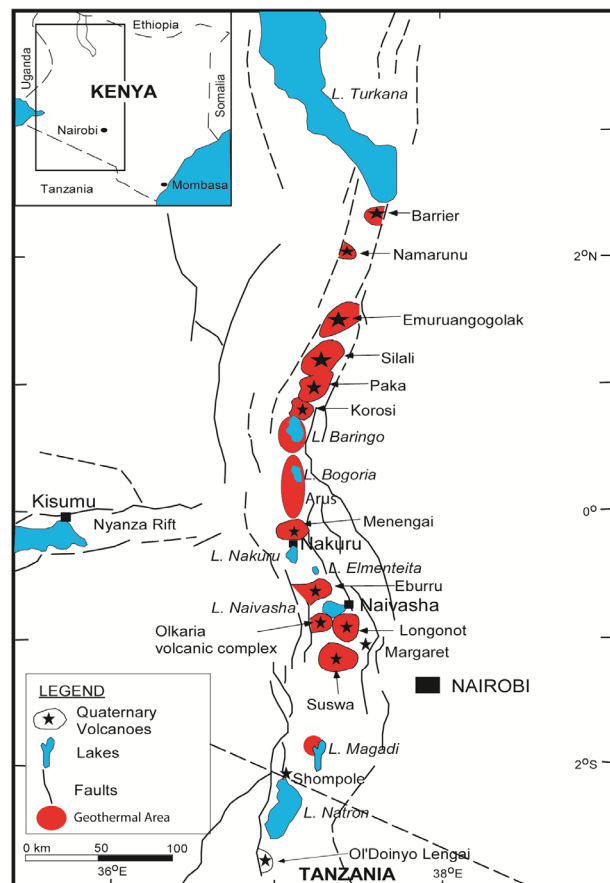 Ethiopia
Uganda
KENYA
Somalia
Nairobi
Tanzania
Mombasa
L. Turkana
Barrier
Namarunu
2°N
Emuruangogolak
Silali
Paka
Korosi
L. Baringo
L. Bogoria
Arus
Kisumu
0°
Nyanza Rift
Menengai
Nakuru
L. Nakuru
L. Elmenteita
Eburru
L. Naivasha
Naivasha
Olkaria
volcanic complex
Longonot
Margaret
Suswa
NAIROBI
LEGEND
Quaternary
Volcanoes
Lakes
Faults
Geothermal Area
L. Magadi
2°S
Shompole
L. Natron
0 km 50 100
Ol'Doinyo Lengai
36°E
TANZANIA
38°E